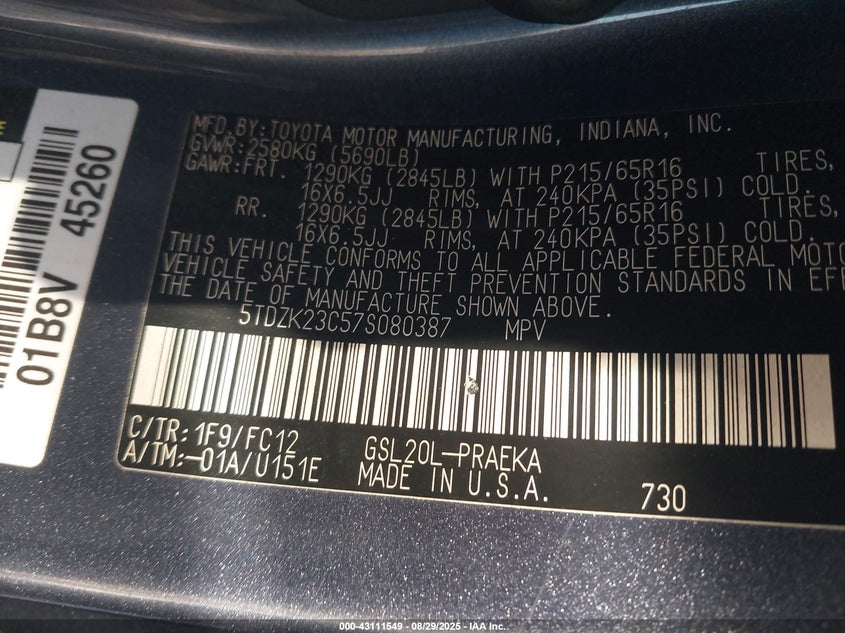 MFD.BY:TOYOTA MOTOR MANUFACTURING, INDIANA, INC.
GVWR:2580KG (5690LB)
GAWR:FRT. 1290KG (2845LB) WITH P215/65R16 TIRES,
16X6.5JJ RIMS, AT 240KPA (35PSI) COLD.
RR. 1290KG (2845LB) WITH P215/65R16 TIRES,
16X6.5JJ RIMS, AT 240KPA (35PSI) COLD.
THIS VEHICLE CONFORMS TO ALL APPLICABLE FEDERAL MOTO
VEHICLE SAFETY AND THEFT PREVENTION STANDARDS IN EFF
THE DATE OF MANUFACTURE SHOWN ABOVE.
5TDZK23C57S080387 MPV
C/TR: 1F9/FC12 GSL20L-PRAEKA
A/TM:-01A/U151E MADE IN U.S.A. 730
01B8V 45260
000-43111549 - 08/29/2025 - IAA Inc.